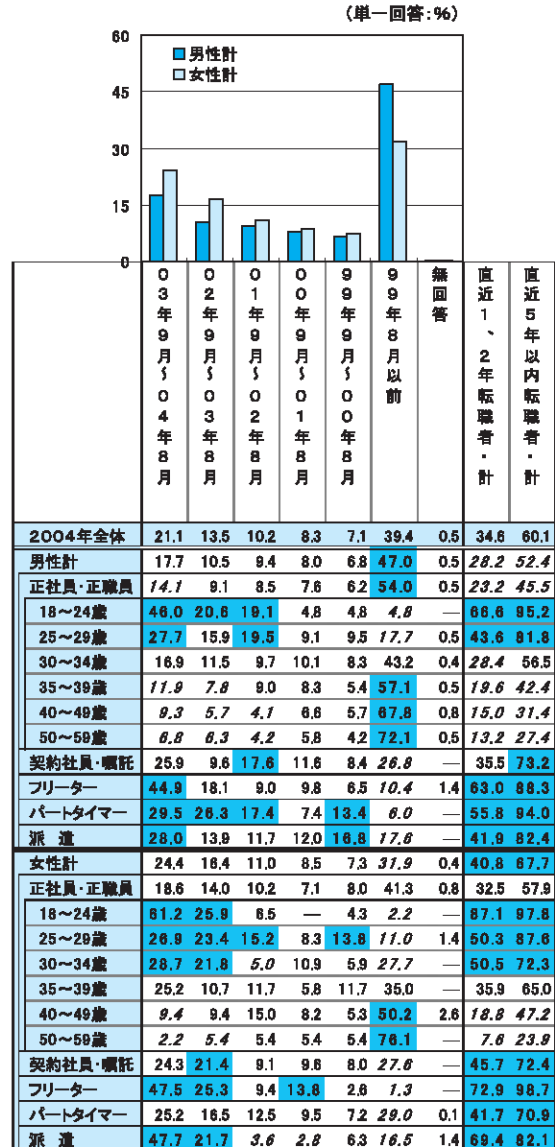 (単一回答:%)
60
45
30
15
0
男性計
女性計
03年9月~04年8月
02年9月~03年8月
01年9月~02年8月
00年9月~01年8月
99年9月~00年8月
99年8月以前
無回答
直近1、2年転職者・計
直近5年以内転職者・計
2004年全体 21.1 13.5 10.2 8.3 7.1 39.4 0.5 34.6 60.1
男性計 17.7 10.5 9.4 8.0 6.8 47.0 0.5 28.2 52.4
正社員・正職員 14.1 9.1 8.5 7.6 6.2 54.0 0.5 23.2 45.5
18~24歳 46.0 20.6 19.1 4.8 4.8 4.8 — 66.6 95.2
25~29歳 27.7 15.9 19.5 9.1 9.5 17.7 0.5 43.6 81.8
30~34歳 16.9 11.5 9.7 10.1 8.3 43.2 0.4 28.4 56.5
35~39歳 11.9 7.8 9.0 8.3 5.4 57.1 0.5 19.6 42.4
40~49歳 9.3 5.7 4.1 6.6 5.7 67.8 0.8 15.0 31.4
50~59歳 6.8 6.3 4.2 5.8 4.2 72.1 0.5 13.2 27.4
契約社員・嘱託 25.9 9.6 17.6 11.6 8.4 26.8 — 35.5 73.2
フリーター 44.9 18.1 9.0 9.8 6.5 10.4 1.4 63.0 88.3
パートタイマー 29.5 26.3 17.4 7.4 13.4 6.0 — 55.8 94.0
派 遣 28.0 13.9 11.7 12.0 16.8 17.6 — 41.9 82.4
女性計 24.4 16.4 11.0 8.5 7.3 31.9 0.4 40.8 67.7
正社員・正職員 18.6 14.0 10.2 7.1 8.0 41.3 0.8 32.5 57.9
18~24歳 61.2 25.9 6.5 — 4.3 2.2 — 87.1 97.8
25~29歳 26.9 23.4 15.2 8.3 13.8 11.0 1.4 50.3 87.6
30~34歳 28.7 21.8 5.0 10.9 5.9 27.7 — 50.5 72.3
35~39歳 25.2 10.7 11.7 5.8 11.7 35.0 — 35.9 65.0
40~49歳 9.4 9.4 15.0 8.2 5.3 50.2 2.6 18.8 47.2
50~59歳 2.2 5.4 5.4 5.4 5.4 76.1 — 7.6 23.9
契約社員・嘱託 24.3 21.4 9.1 9.6 8.0 27.6 — 45.7 72.4
フリーター 47.5 25.3 9.4 13.8 2.6 1.3 — 72.9 98.7
パートタイマー 25.2 16.5 12.5 9.5 7.2 29.0 0.1 41.7 70.9
派 遣 47.7 21.7 3.6 2.8 6.3 16.5 1.4 69.4 82.1